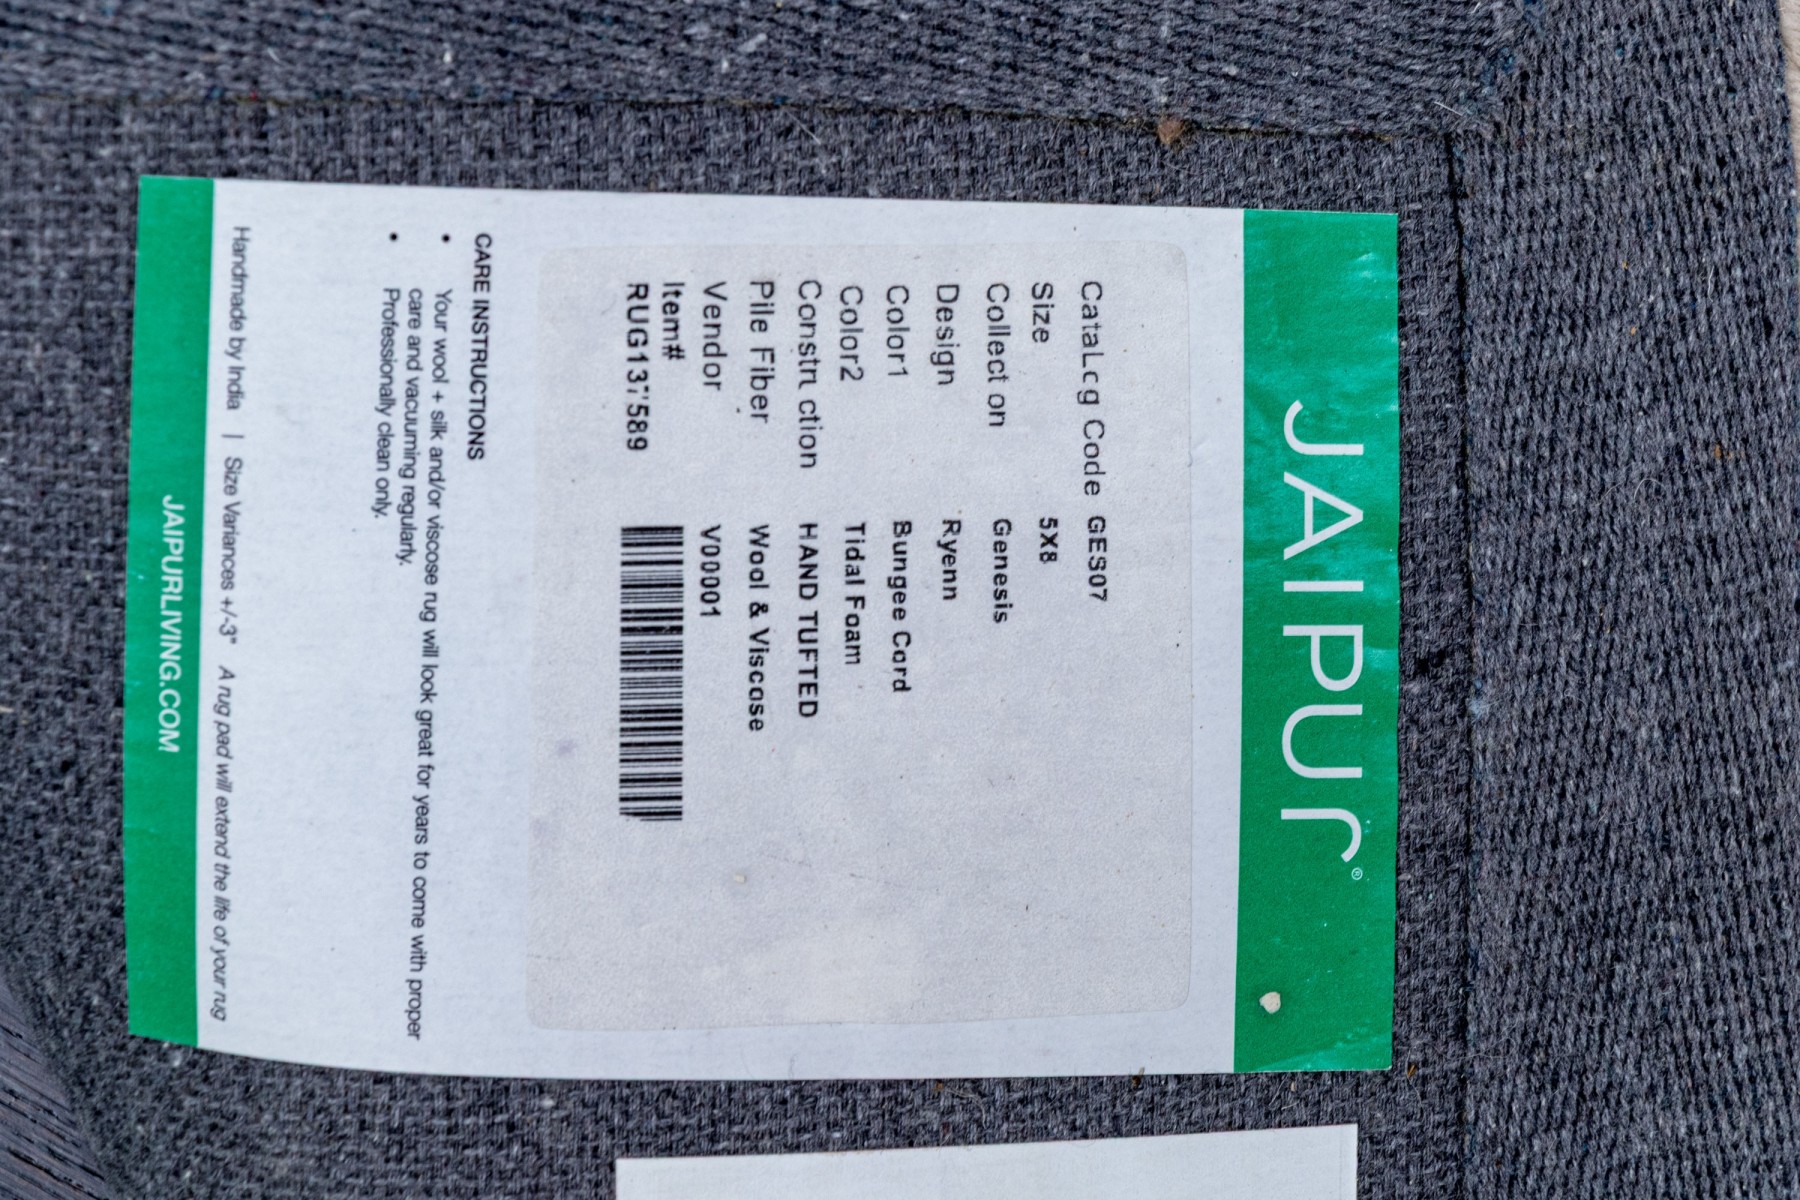 JAIPUR®
CataLcg Code GES07
Size 5X8
Collect on Genesis
Design Ryenn
Color1 Bungee Cord
Color2 Tidal Foam
Constru ction HAND TUFTED
Pile Fiber Wool & Viscose
Vendor V00001
Item#
CARE INSTRUCTIONS
• Your wool + silk and/or viscose rug will look great for years to come with proper
care and vacuuming regularly.
• Professionally clean only.
Handmade by India | Size Variances +/-3" A rug pad will extend the life of your rug
JAIPURLIVING.COM